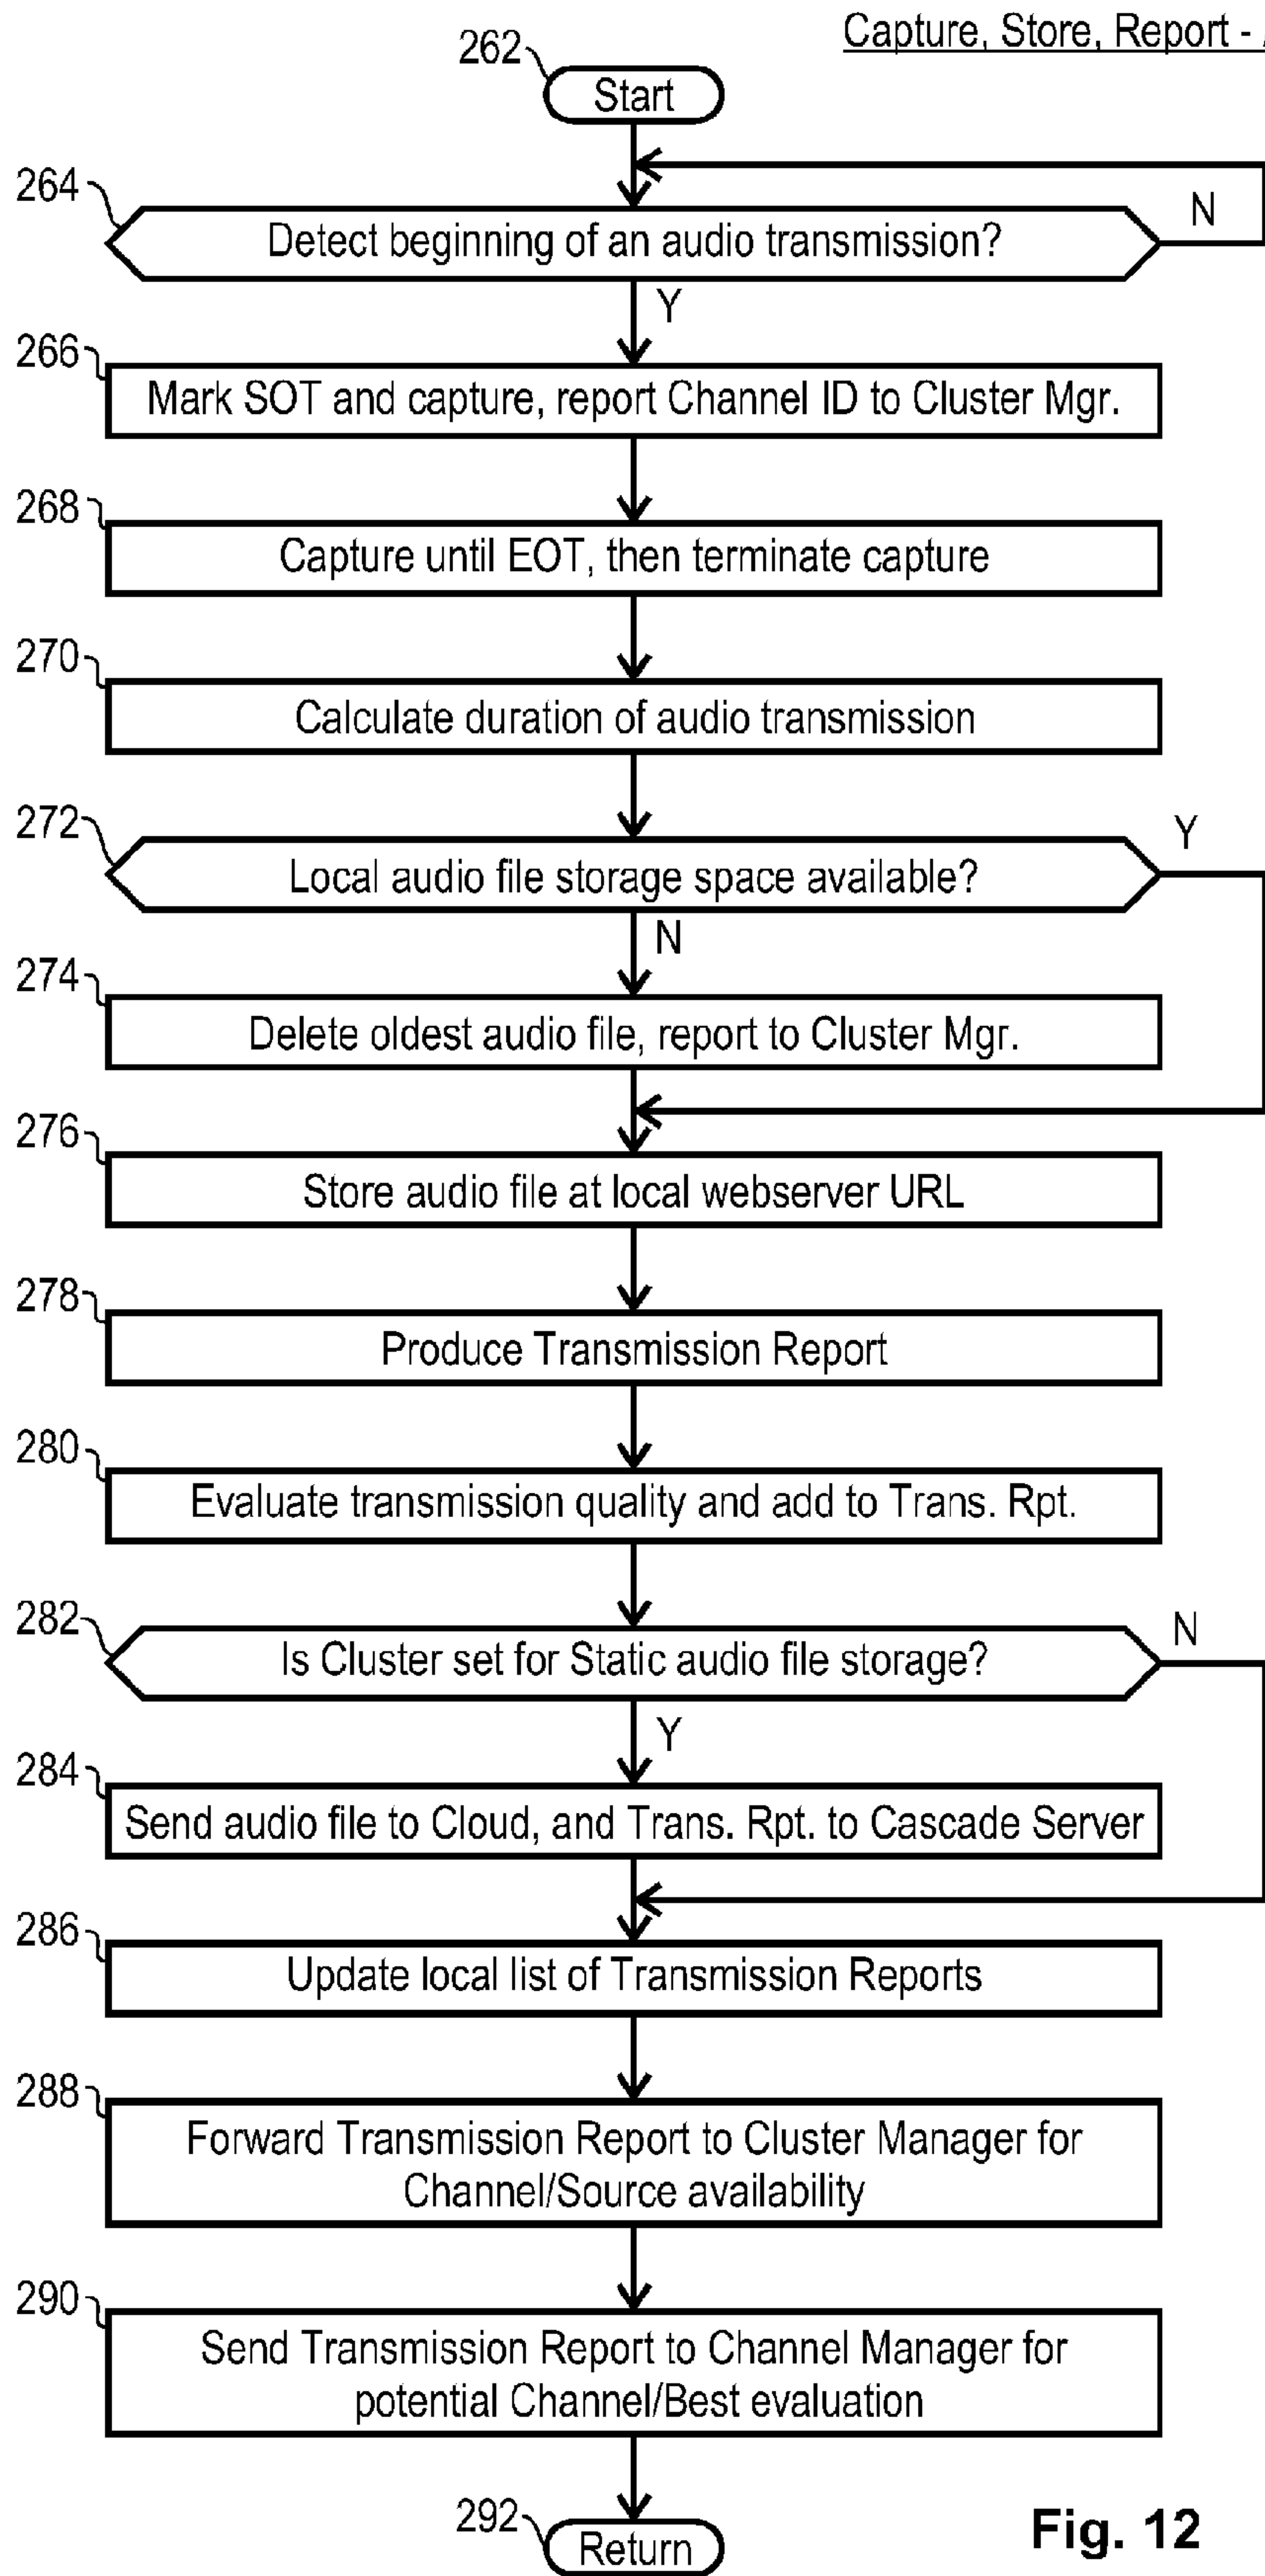 Capture, Store, Report -
262
Start
264
Detect beginning of an audio transmission?
N
Y
266
Mark SOT and capture, report Channel ID to Cluster Mgr.
268
Capture until EOT, then terminate capture
270
Calculate duration of audio transmission
272
Local audio file storage space available?
Y
N
274
Delete oldest audio file, report to Cluster Mgr.
276
Store audio file at local webserver URL
278
Produce Transmission Report
280
Evaluate transmission quality and add to Trans. Rpt.
282
Is Cluster set for Static audio file storage?
N
Y
284
Send audio file to Cloud, and Trans. Rpt. to Cascade Server
286
Update local list of Transmission Reports
288
Forward Transmission Report to Cluster Manager for
Channel/Source availability
290
Send Transmission Report to Channel Manager for
potential Channel/Best evaluation
292
Return
Fig. 12